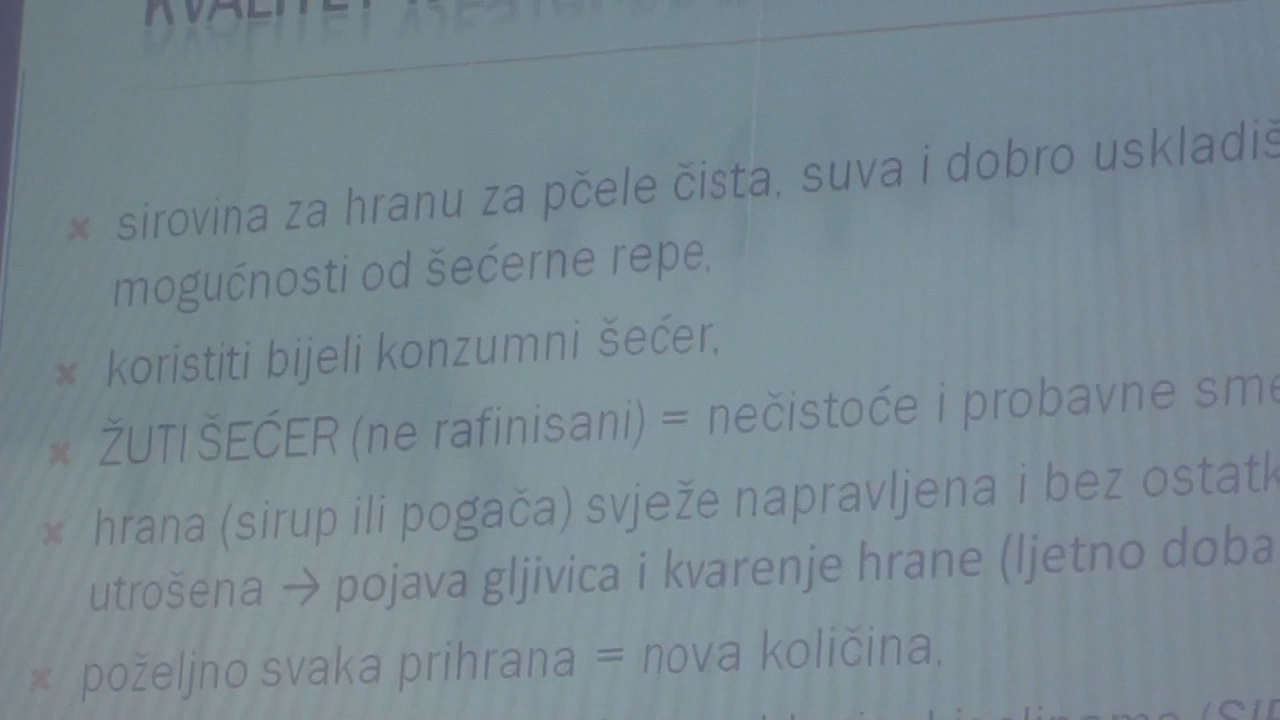 KVALITET
sirovina za hranu za pčele čista, suva i dobro uskladiš
mogućnosti od šećerne repe,
koristiti bijeli konzumni šećer,
ŽUTI ŠEĆER (ne rafinisani) = nečistoće i probavne sme
hrana (sirup ili pogača) svježe napravljena i bez ostatk
utrošena → pojava gljivica i kvarenje hrane (ljetno doba
poželjno svaka prihrana = nova količina,